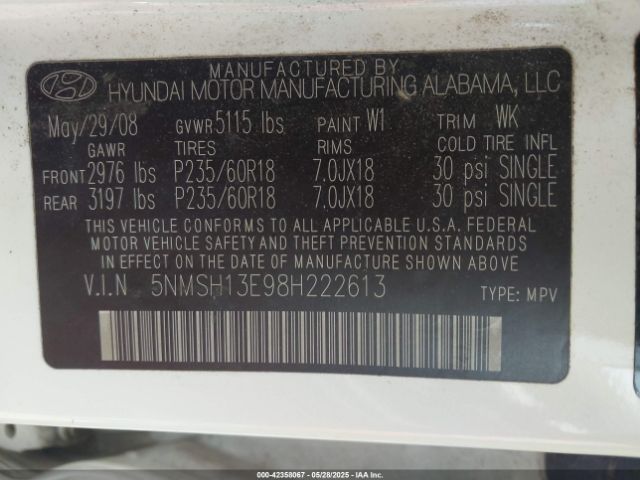 MANUFACTURED BY
HYUNDAI MOTOR MANUFACTURING ALABAMA, LLC
May/29/08 GVWR 5115 lbs PAINT W1 TRIM WK
GAWR TIRES RIMS COLD TIRE INFL
FRONT 2976 lbs P235/60R18 7.0JX18 30 psi SINGLE
REAR 3197 lbs P235/60R18 7.0JX18 30 psi SINGLE
THIS VEHICLE CONFORMS TO ALL APPLICABLE U.S.A. FEDERAL
MOTOR VEHICLE SAFETY AND THEFT PREVENTION STANDARDS
IN EFFECT ON THE DATE OF MANUFACTURE SHOWN ABOVE
V.I.N 5NMSH13E98H222613 TYPE: MPV
000-42358067 - 05/28/2025 - IAAI.COM